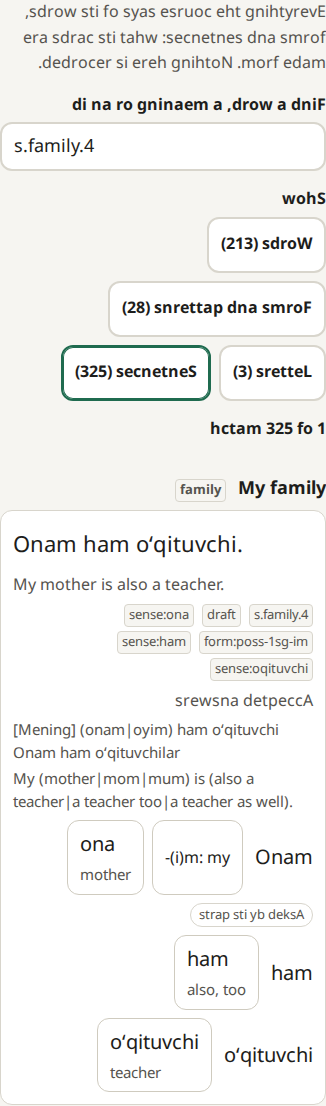 ,sdrow sti fo syas esruoc eht gnihtyrevE
era sdrac sti tahw :secnetnes dna smrof
.dedrocer si ereh gnihtoN .morf edam
di na ro gninaem a ,drow a dniF
s.family.4
wohS
(213) sdroW
(28) snrettap dna smroF
(325) secnetneS
(3) sretteL
hctam 325 fo 1
family My family
Onam ham oʻqituvchi.
My mother is also a teacher.
sense:ona draft s.family.4
sense:ham form:poss-1sg-im
sense:oqituvchi
srewsna detpeccA
[Mening] (onam|oyim) ham oʻqituvchi
Onam ham oʻqituvchilar
My (mother|mom|mum) is (also a
teacher|a teacher too|a teacher as well).
ona
mother
-(i)m: my
Onam
strap sti yb deksA
ham
also, too
ham
oʻqituvchi
teacher
oʻqituvchi